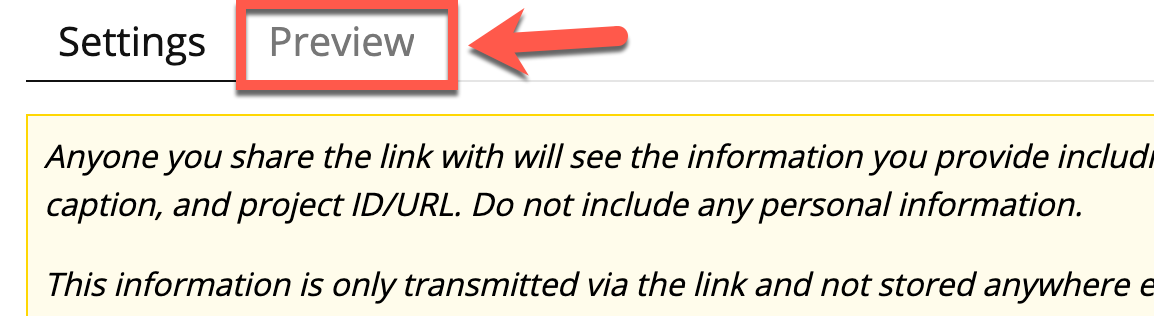 Settings Preview
Anyone you share the link with will see the information you provide includi
caption, and project ID/URL. Do not include any personal information.
This information is only transmitted via the link and not stored anywhere e